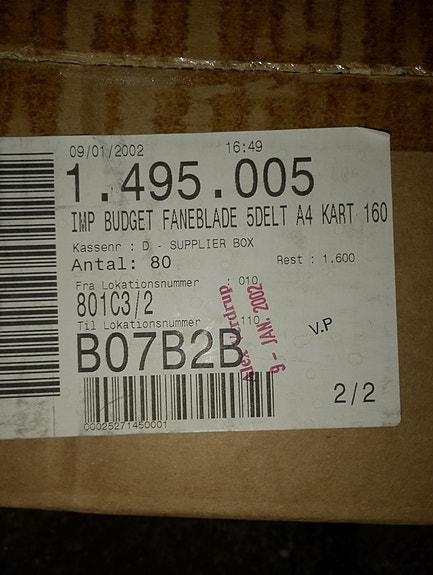 09/01/2002 16:49
1.495.005
IMP BUDGET FANEBLADE 5DELT A4 KART 160
Kassenr : D - SUPPLIER BOX
Antal: 80 Rest : 1.600
Fra Lokationsnummer : 010
801C3/2
Til Lokationsnummer 110
B07B2B
00025271450001
9 - JAN. 2002
V.P
2/2